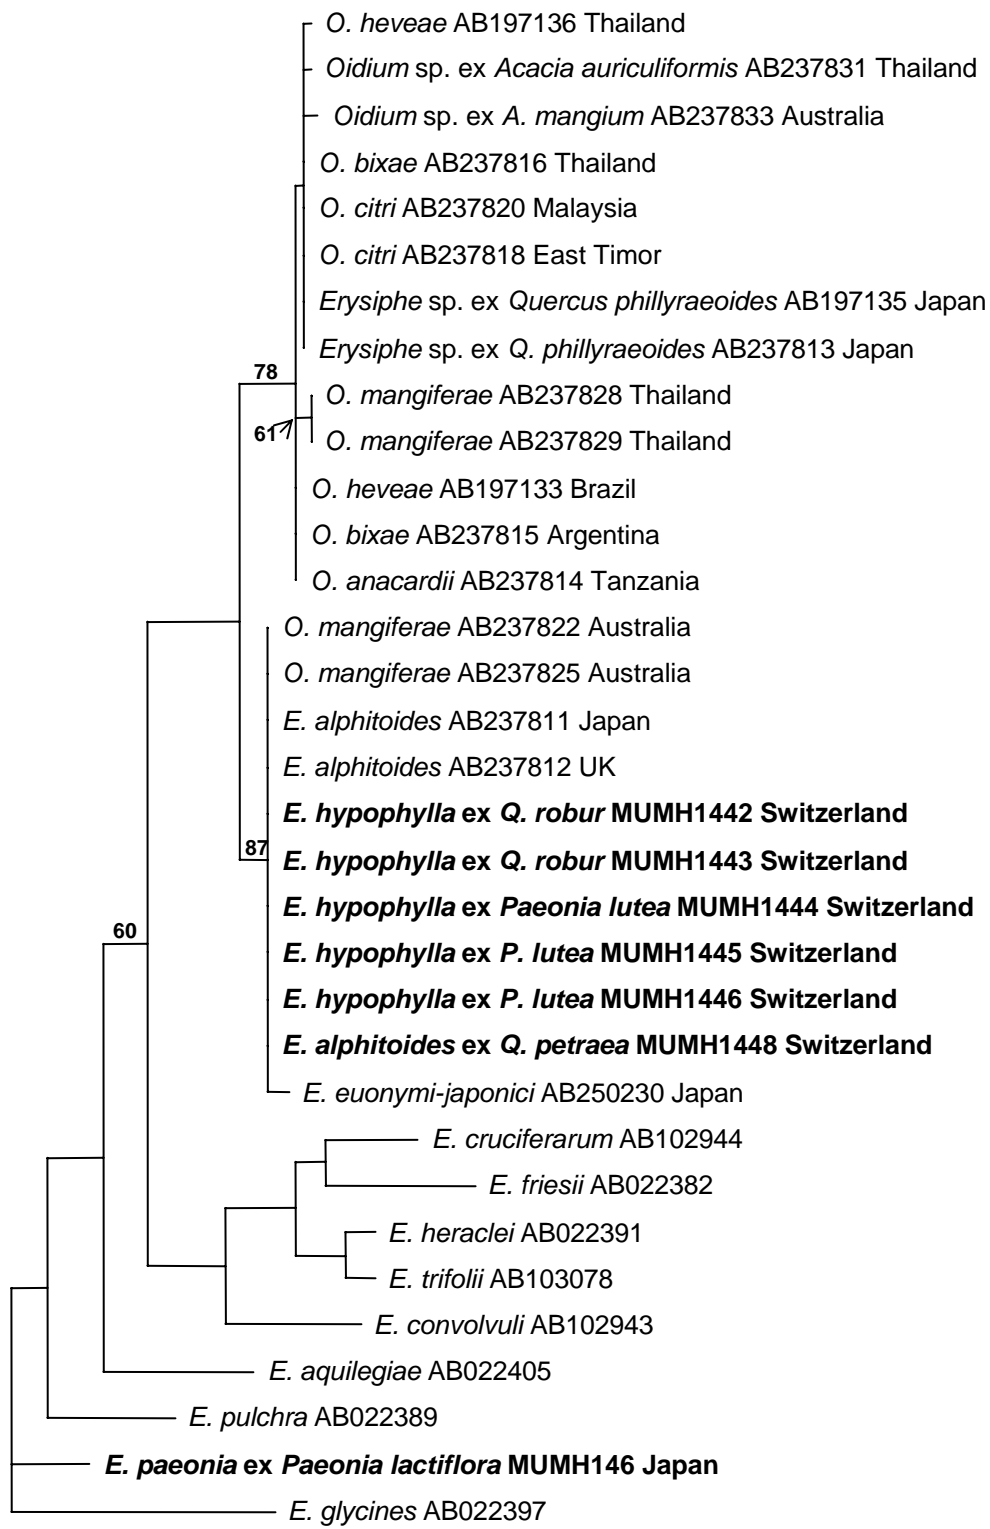 O. heveae AB197136 Thailand
Oidium sp. ex Acacia auriculiformis AB237831 Thailand
Oidium sp. ex A. mangium AB237833 Australia
O. bixae AB237816 Thailand
O. citri AB237820 Malaysia
O. citri AB237818 East Timor
Erysiphe sp. ex Quercus phillyraeoides AB197135 Japan
Erysiphe sp. ex Q. phillyraeoides AB237813 Japan
78
O. mangiferae AB237828 Thailand
61
O. mangiferae AB237829 Thailand
O. heveae AB197133 Brazil
O. bixae AB237815 Argentina
O. anacardii AB237814 Tanzania
O. mangiferae AB237822 Australia
O. mangiferae AB237825 Australia
E. alphitoides AB237811 Japan
E. alphitoides AB237812 UK
E. hypophylla ex Q. robur MUMH1442 Switzerland
87
E. hypophylla ex Q. robur MUMH1443 Switzerland
E. hypophylla ex Paeonia lutea MUMH1444 Switzerland
60
E. hypophylla ex P. lutea MUMH1445 Switzerland
E. hypophylla ex P. lutea MUMH1446 Switzerland
E. alphitoides ex Q. petraea MUMH1448 Switzerland
E. euonymi-japonici AB250230 Japan
E. cruciferarum AB102944
E. friesii AB022382
E. heraclei AB022391
E. trifolii AB103078
E. convolvuli AB102943
E. aquilegiae AB022405
E. pulchra AB022389
E. paeonia ex Paeonia lactiflora MUMH146 Japan
E. glycines AB022397